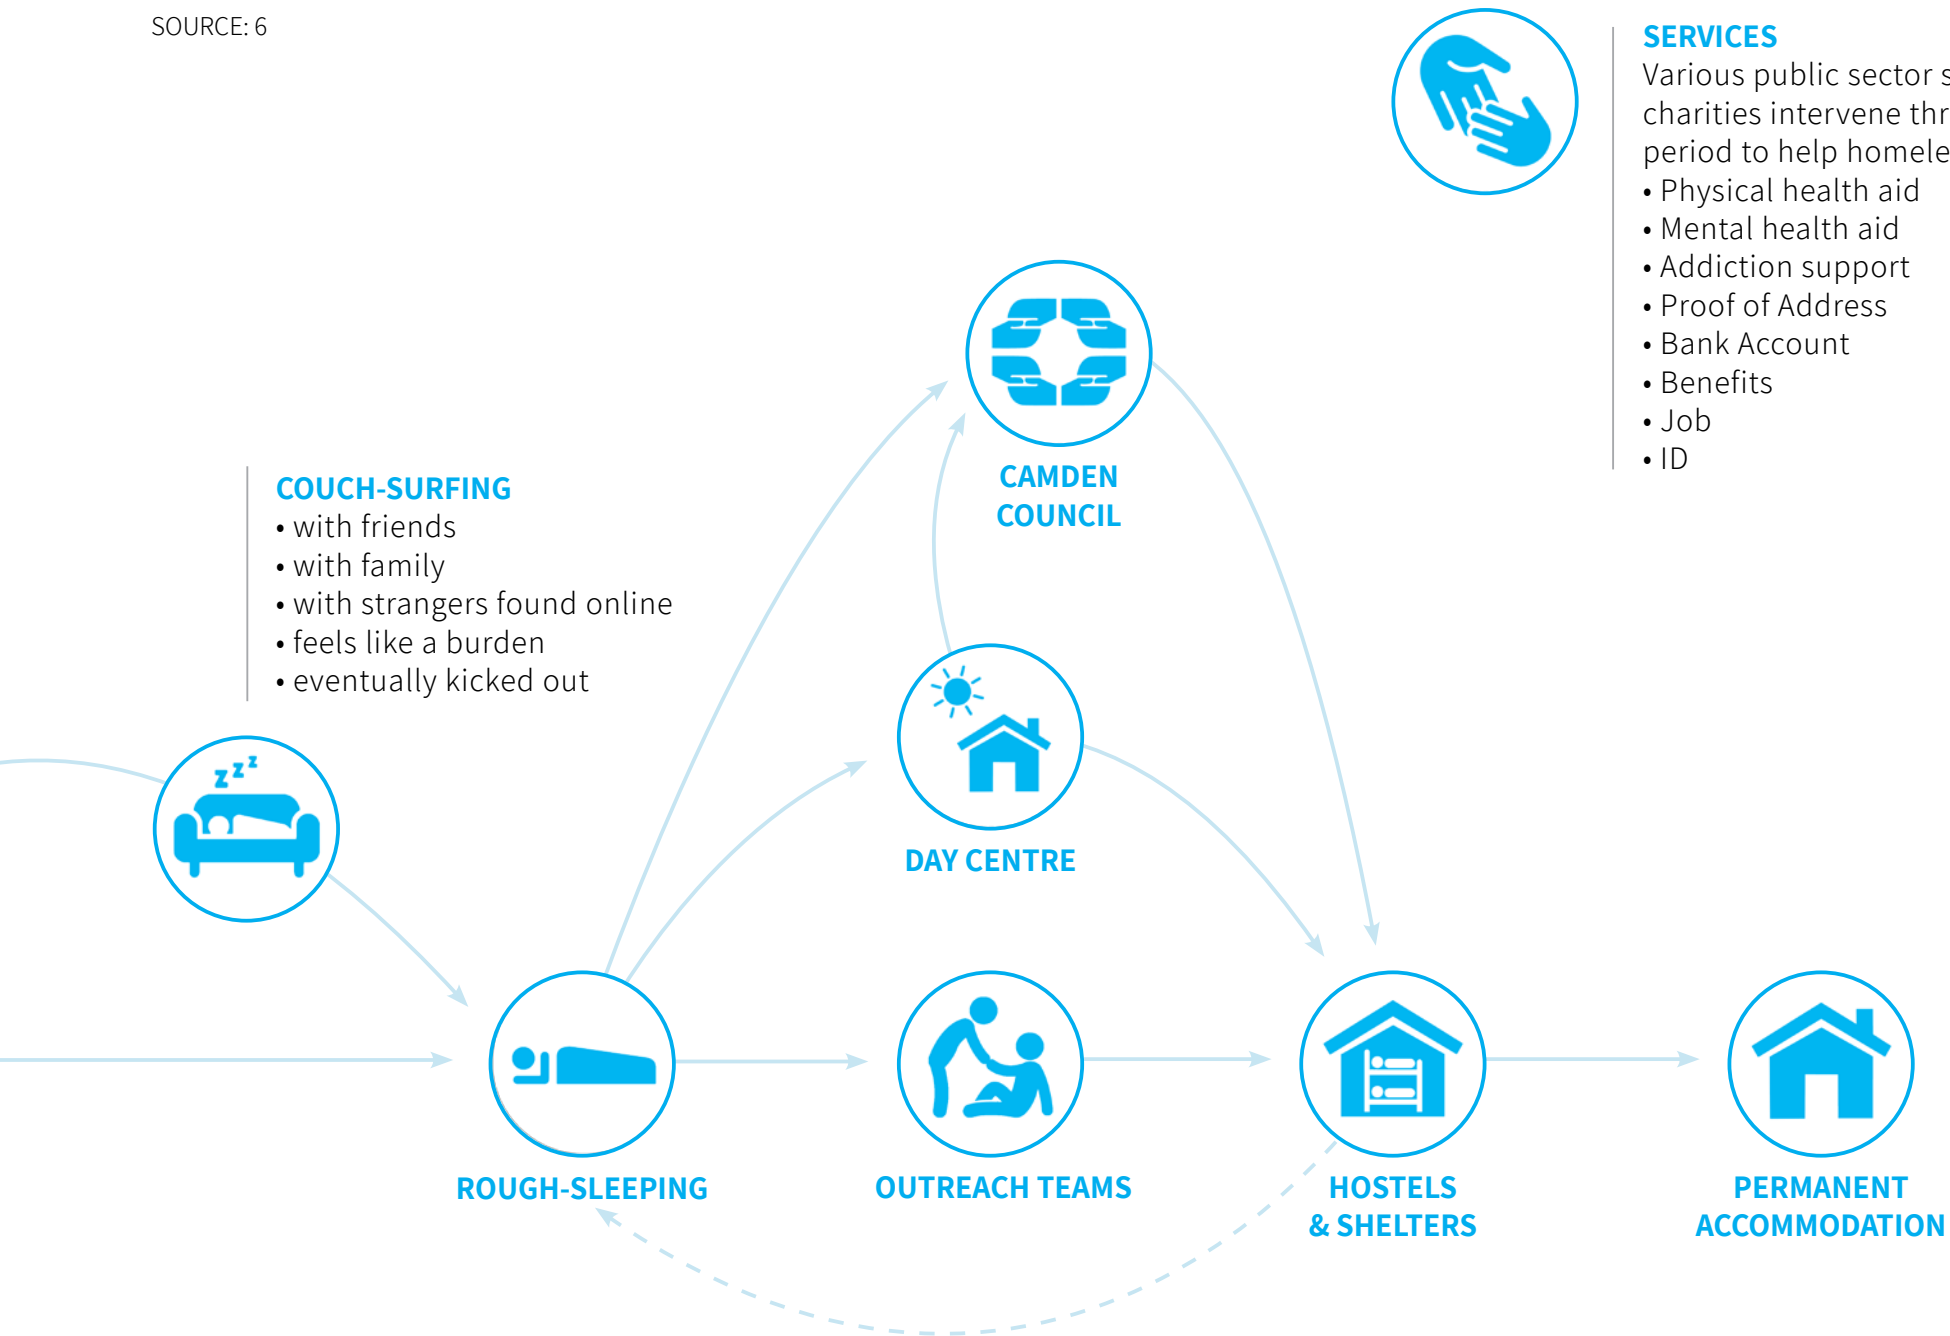 SOURCE: 6
SERVICES
Various public sector
charities intervene
period to help
• Physical health aid
• Mental health aid
• Addiction support
• Proof of Address
• Bank Account
• Benefits
• Job
• ID
CAMDEN
COUNCIL
COUCH-SURFING
• with friends
• with family
• with strangers found online
• feels like a burden
• eventually kicked out
zzz
DAY CENTRE
ROUGH-SLEEPING
OUTREACH TEAMS
HOSTELS
& SHELTERS
PERMANENT
ACCOMMODATION